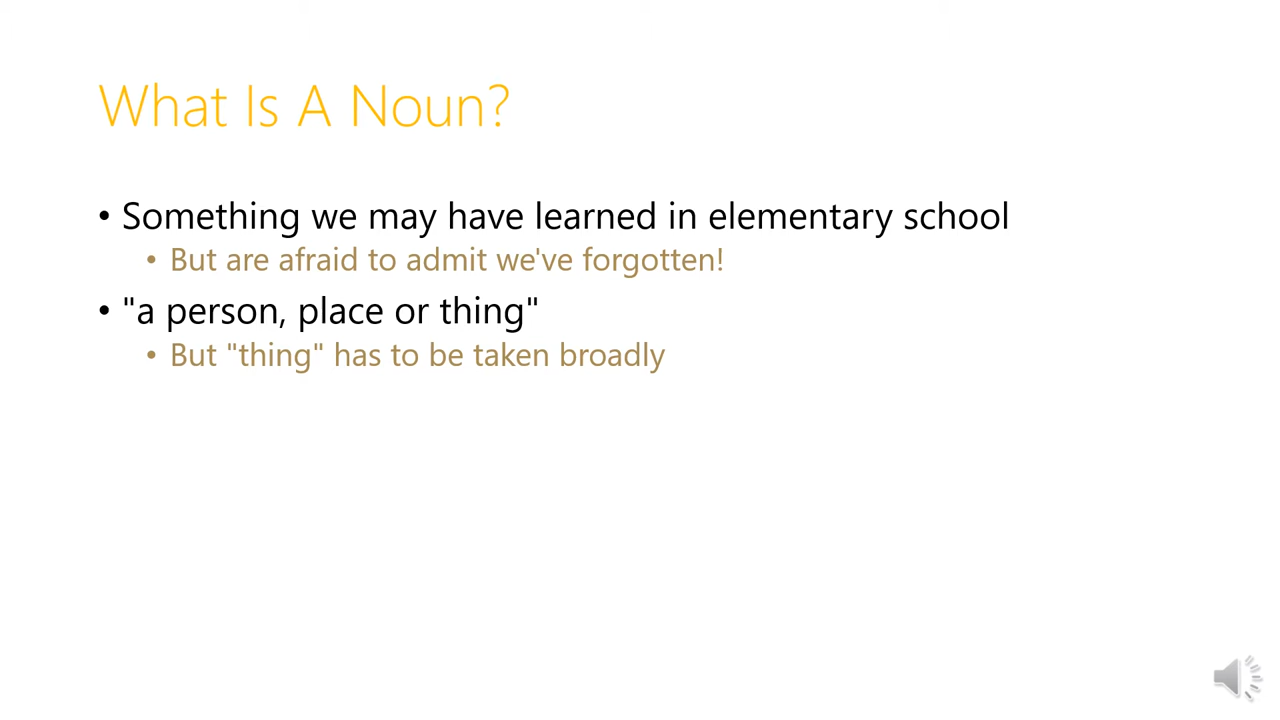 What Is A Noun?
• Something we may have learned in elementary school
• But are afraid to admit we've forgotten!
• "a person, place or thing"
• But "thing" has to be taken broadly